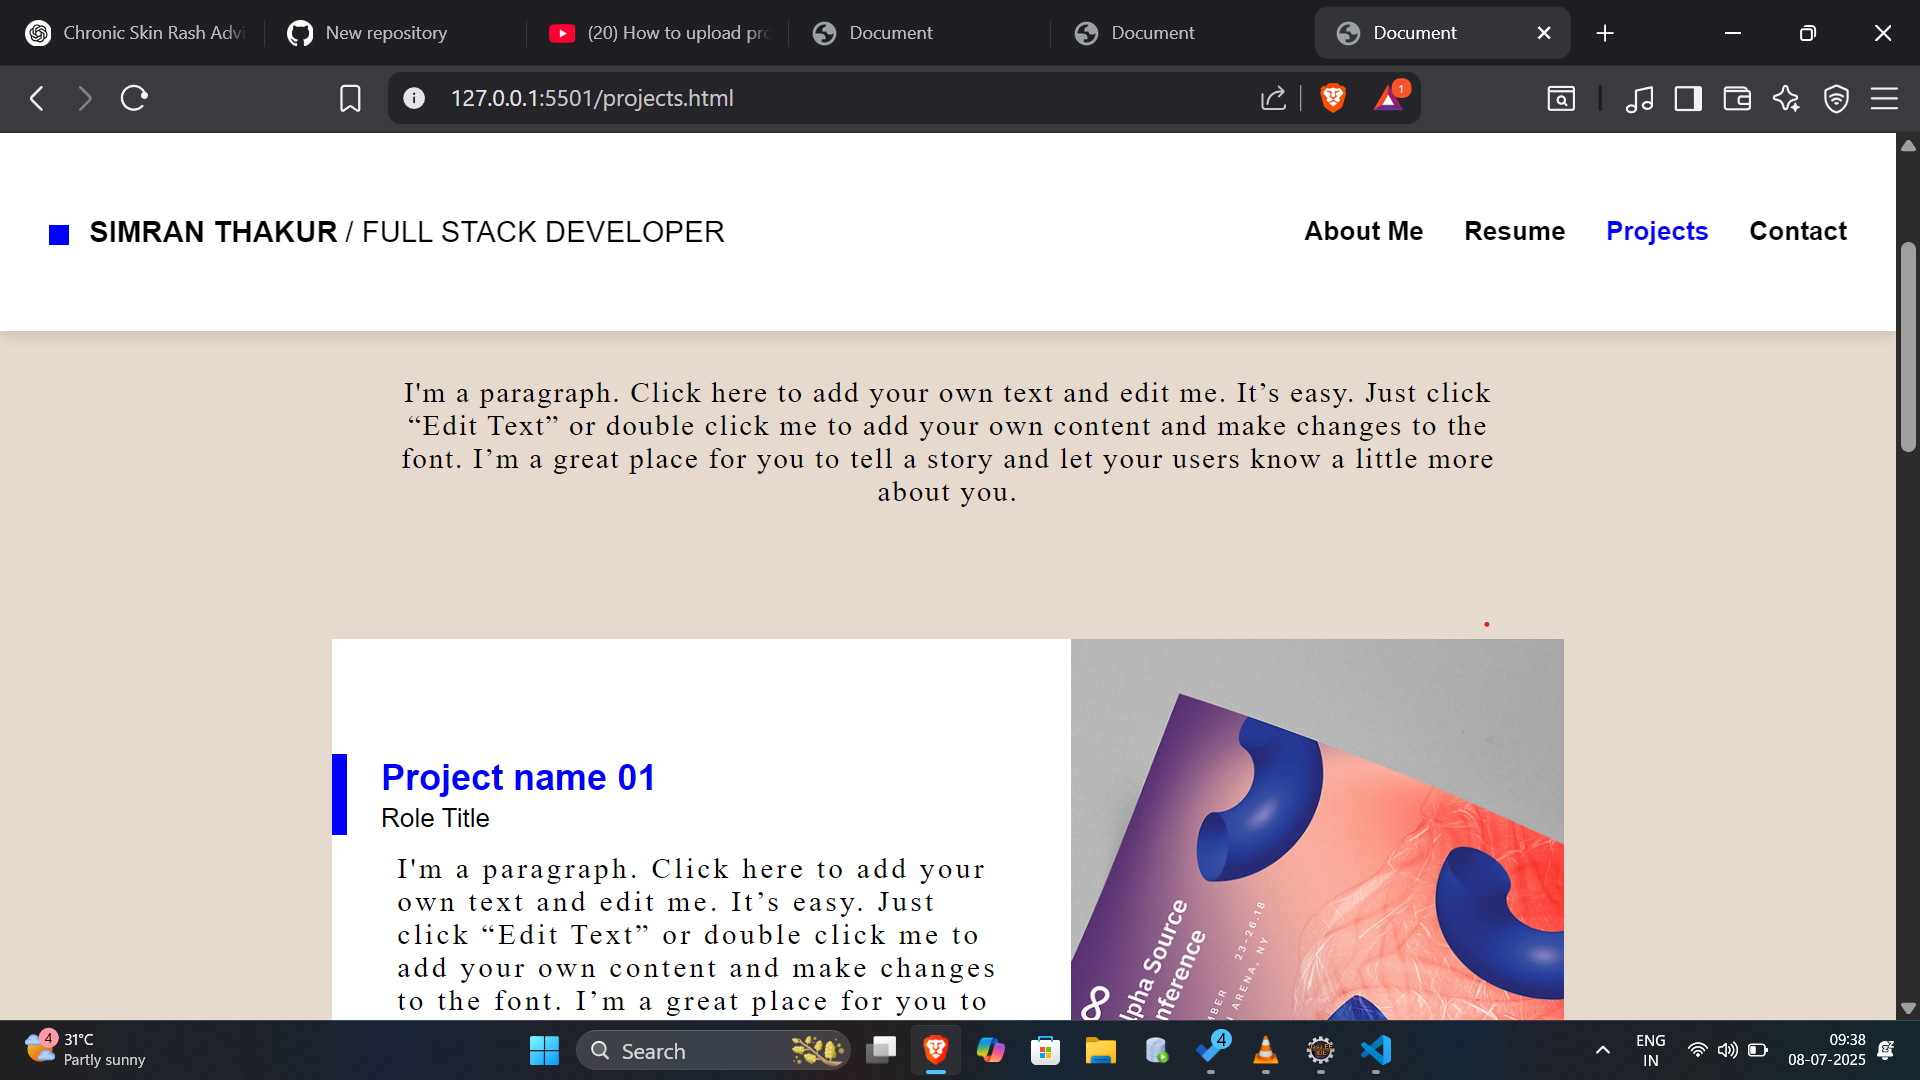 Chronic Skin Rash Advi
New repository
(20) How to upload pro
Document
Document
Document
127.0.0.1:5501/projects.html
1
SIMRAN THAKUR / FULL STACK DEVELOPER
About Me
Resume
Projects
Contact
I'm a paragraph. Click here to add your own text and edit me. It’s easy. Just click
“Edit Text” or double click me to add your own content and make changes to the
font. I’m a great place for you to tell a story and let your users know a little more
about you.
Project name 01
Role Title
I'm a paragraph. Click here to add your
own text and edit me. It’s easy. Just
click “Edit Text” or double click me to
add your own content and make changes
to the font. I’m a great place for you to
lpha Source
nference
23-26.18
MBER
ARENA, NY
4
31°C
Partly sunny
Search
4
ENG
IN
09:38
08-07-2025